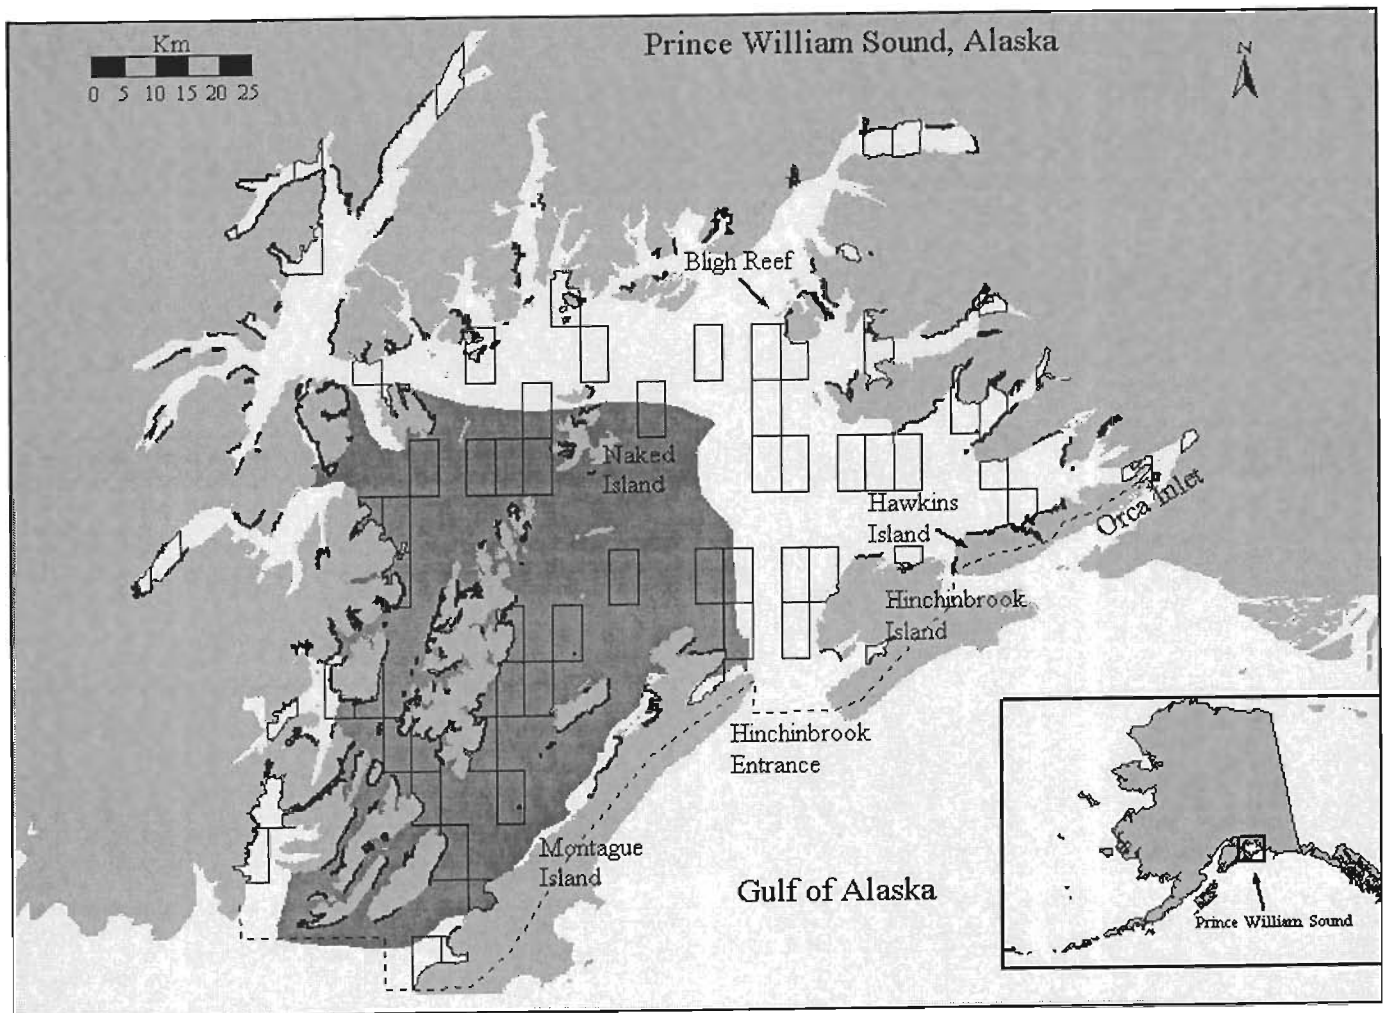 Prince William Sound, Alaska
Km
0 5 10 15 20 25
N
Bligh Reef
Naked
Island
Hawkins
Island
Orca Inlet
Hinchinbrook
Island
Hinchinbrook
Entrance
Montague
Island
Gulf of Alaska
Prince William Sound